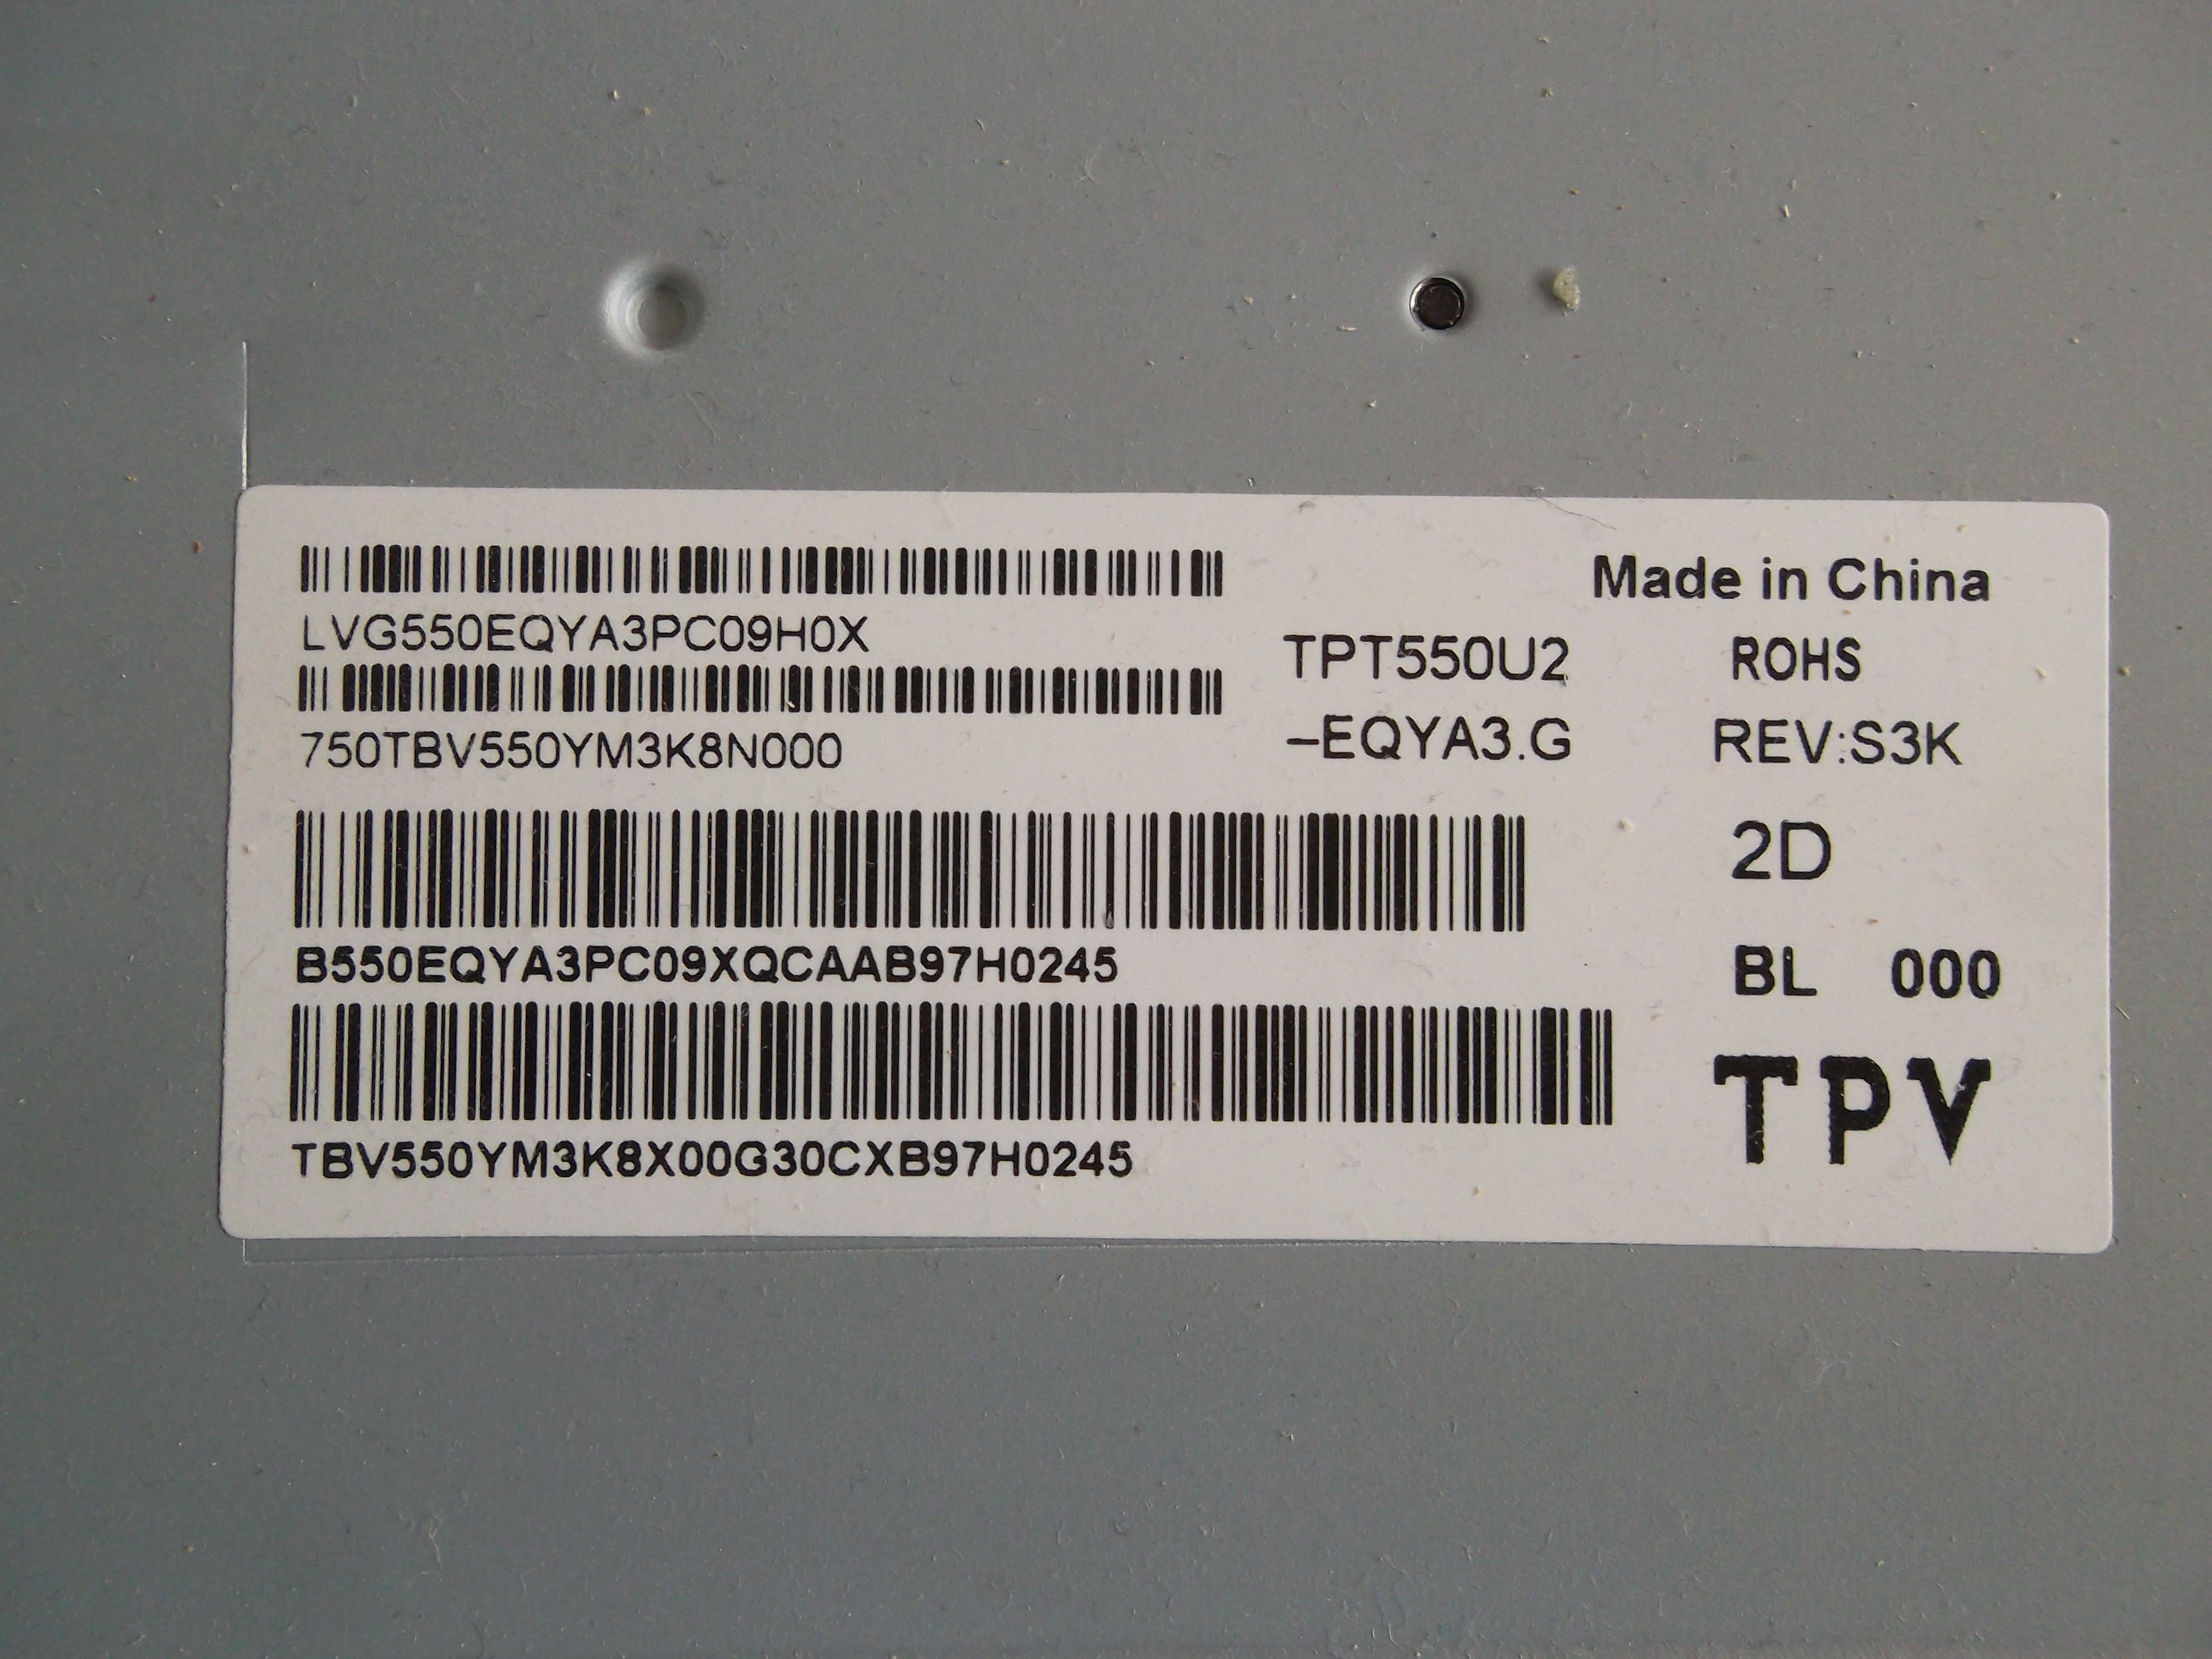 LVG550EQYA3PC09H0X
750TBV550YM3K8N000
B550EQYA3PC09XQCAAB97H0245
TBV550YM3K8X00G30CXB97H0245
TPT550U2
–EQYA3.G
Made in China
ROHS
REV:S3K
2D
BL 000
TPV